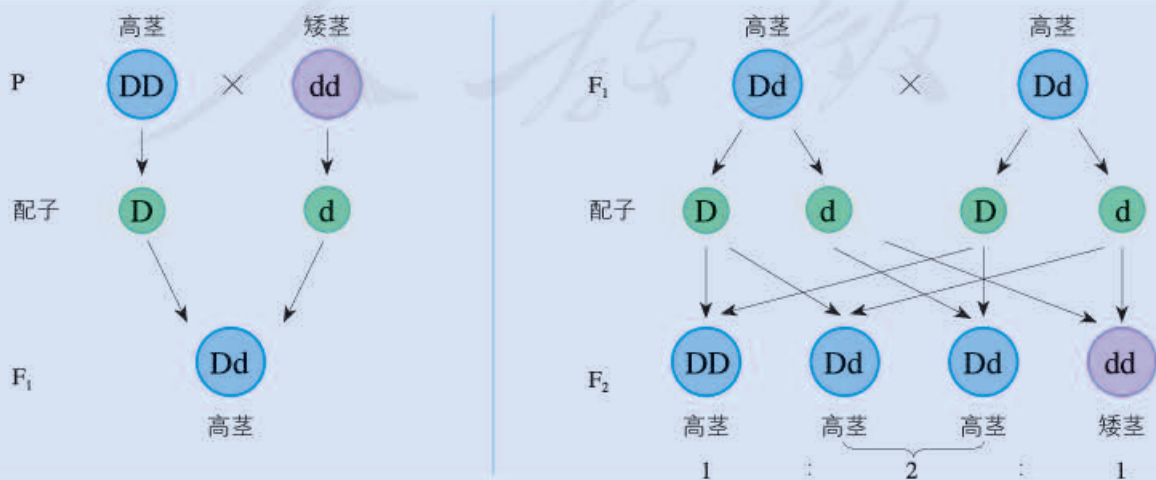 高茎 矮茎
P DD × dd
配子 D d
F₁ Dd
高茎
高茎 高茎
F₁ Dd × Dd
配子 D d D d
F₂ DD Dd Dd dd
高茎 高茎 高茎 矮茎
1 : 2 : 1